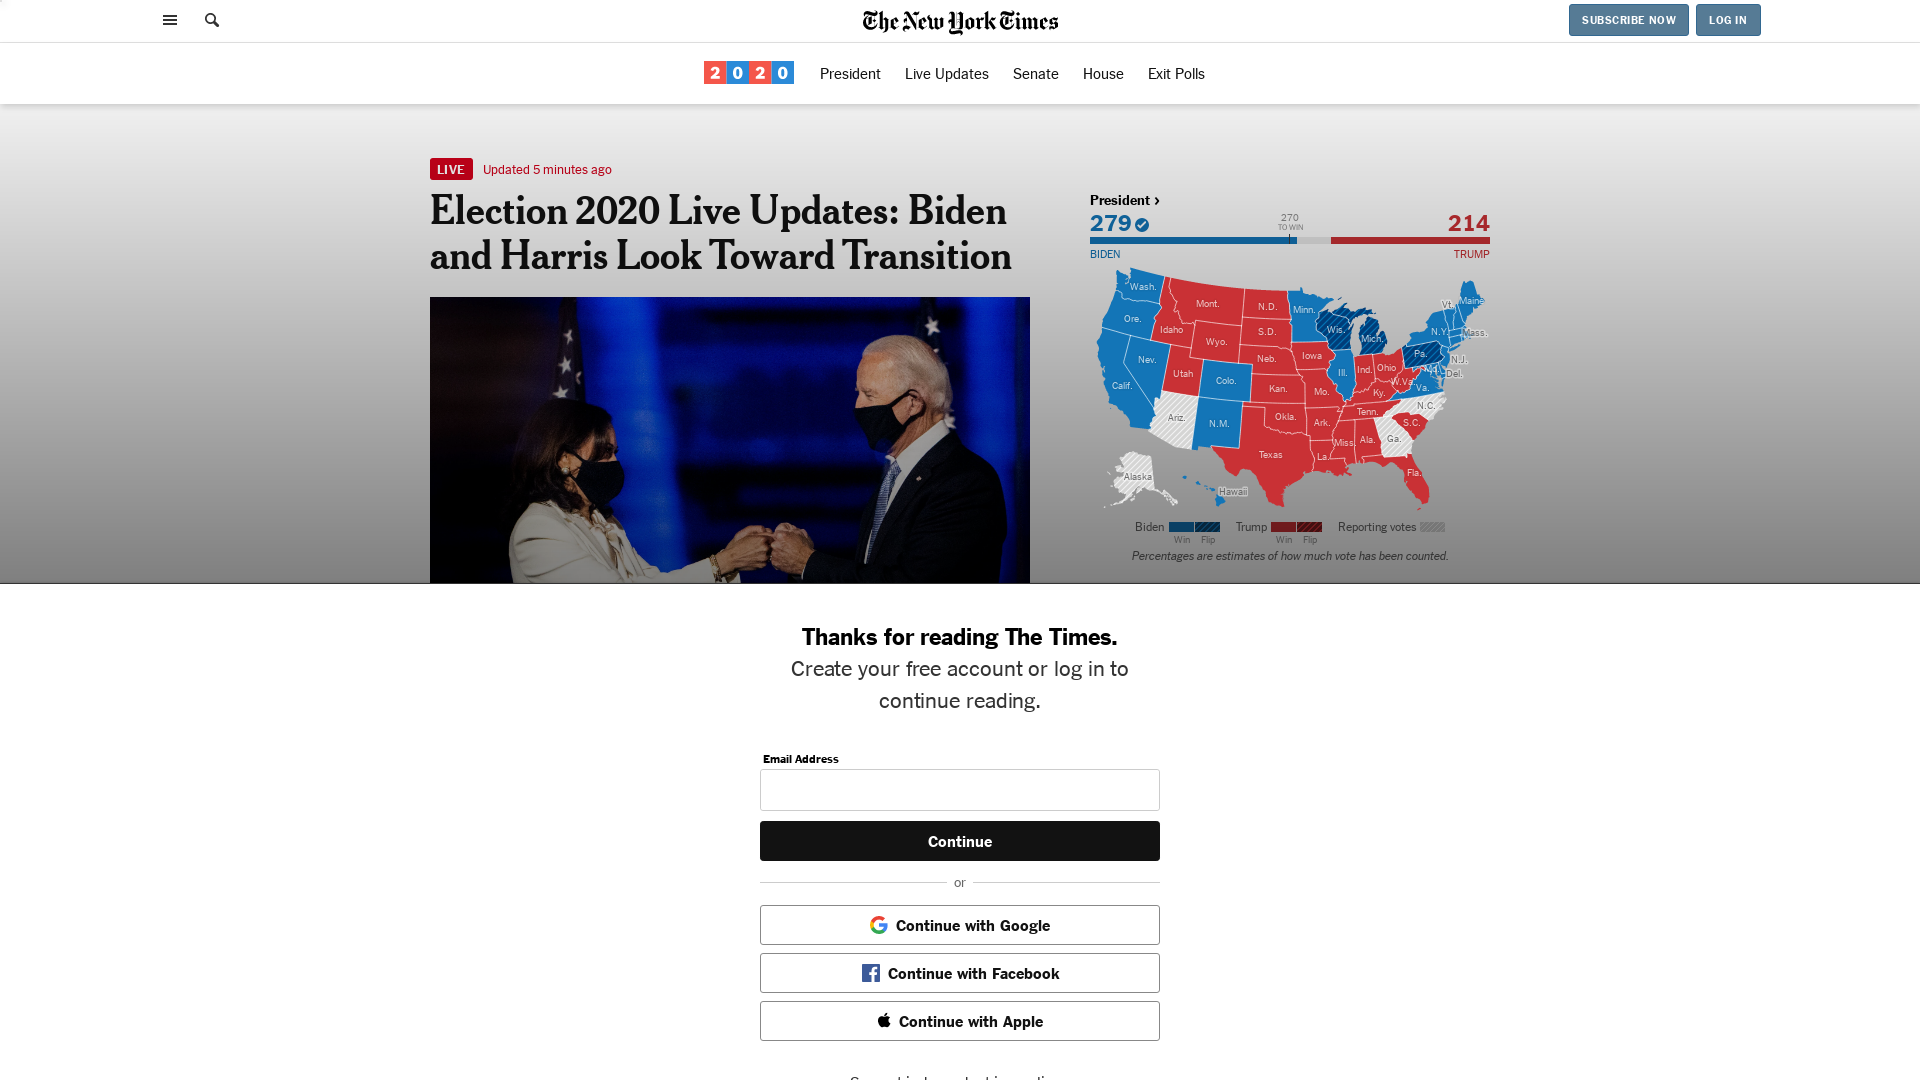 The New York Times
SUBSCRIBE NOW
LOG IN
2020
President
Live Updates
Senate
House
Exit Polls
LIVE
Updated 5 minutes ago
Election 2020 Live Updates: Biden
and Harris Look Toward Transition
President ›
279
270
TO WIN
214
BIDEN
TRUMP
Wash.
Ore.
Calif.
Nev.
Idaho
Mont.
Wyo.
Utah
Colo.
Ariz.
N.M.
N.D.
S.D.
Neb.
Kan.
Okla.
Texas
Minn.
Iowa
Mo.
Ark.
La.
Wis.
Ill.
Mich.
Ind.
Ohio
Ky.
Tenn.
Miss.
Ala.
Ga.
Fla.
S.C.
N.C.
Va.
W.Va.
Pa.
N.Y.
Vt.
Maine
Mass.
N.J.
Del.
Md.
Alaska
Hawaii
Biden
Win
Flip
Trump
Win
Flip
Reporting votes
Percentages are estimates of how much vote has been counted.
Thanks for reading The Times.
Create your free account or log in to
continue reading.
Email Address
Continue
or
Continue with Google
Continue with Facebook
Continue with Apple